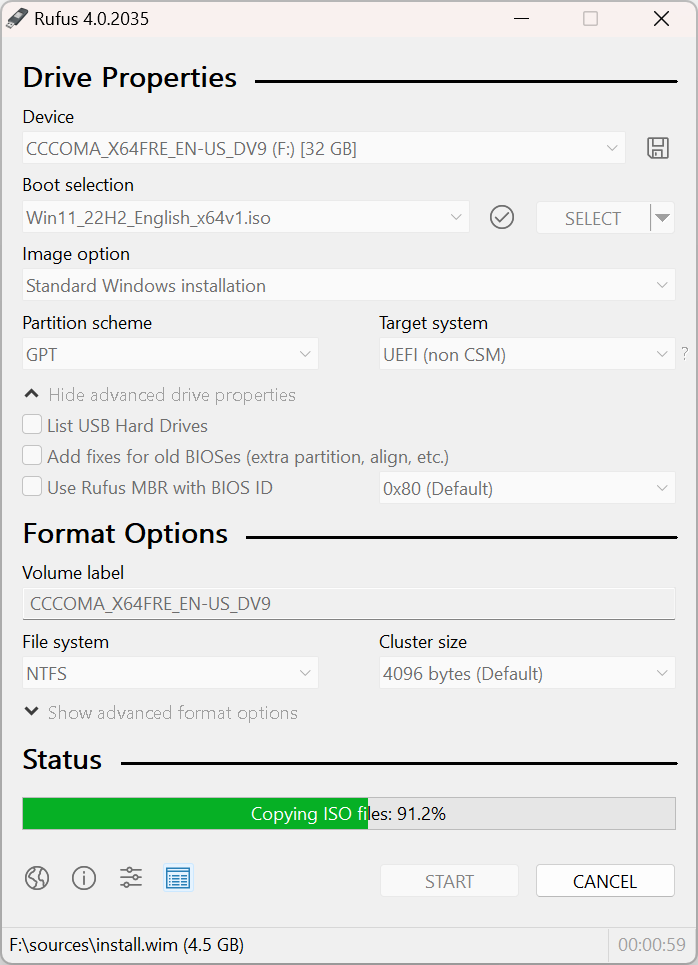 Rufus 4.0.2035
Drive Properties
Device
CCCOMA_X64FRE_EN-US_DV9 (F:) [32 GB]
Boot selection
Win11_22H2_English_x64v1.iso
SELECT
Image option
Standard Windows installation
Partition scheme
Target system
GPT
UEFI (non CSM)
?
Hide advanced drive properties
List USB Hard Drives
Add fixes for old BIOSes (extra partition, align, etc.)
Use Rufus MBR with BIOS ID
0x80 (Default)
Format Options
Volume label
CCCOMA_X64FRE_EN-US_DV9
File system
Cluster size
NTFS
4096 bytes (Default)
Show advanced format options
Status
Copying ISO files: 91.2%
START
CANCEL
F:\sources\install.wim (4.5 GB)
00:00:59